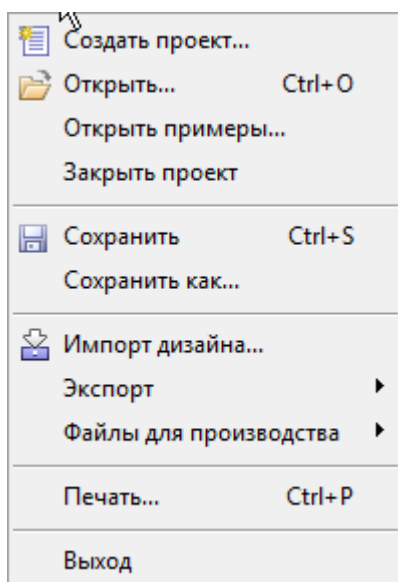 Создать проект...
Открыть... Ctrl+O
Открыть примеры...
Закрыть проект
Сохранить Ctrl+S
Сохранить как...
Импорт дизайна...
Экспорт
Файлы для производства
Печать... Ctrl+P
Выход